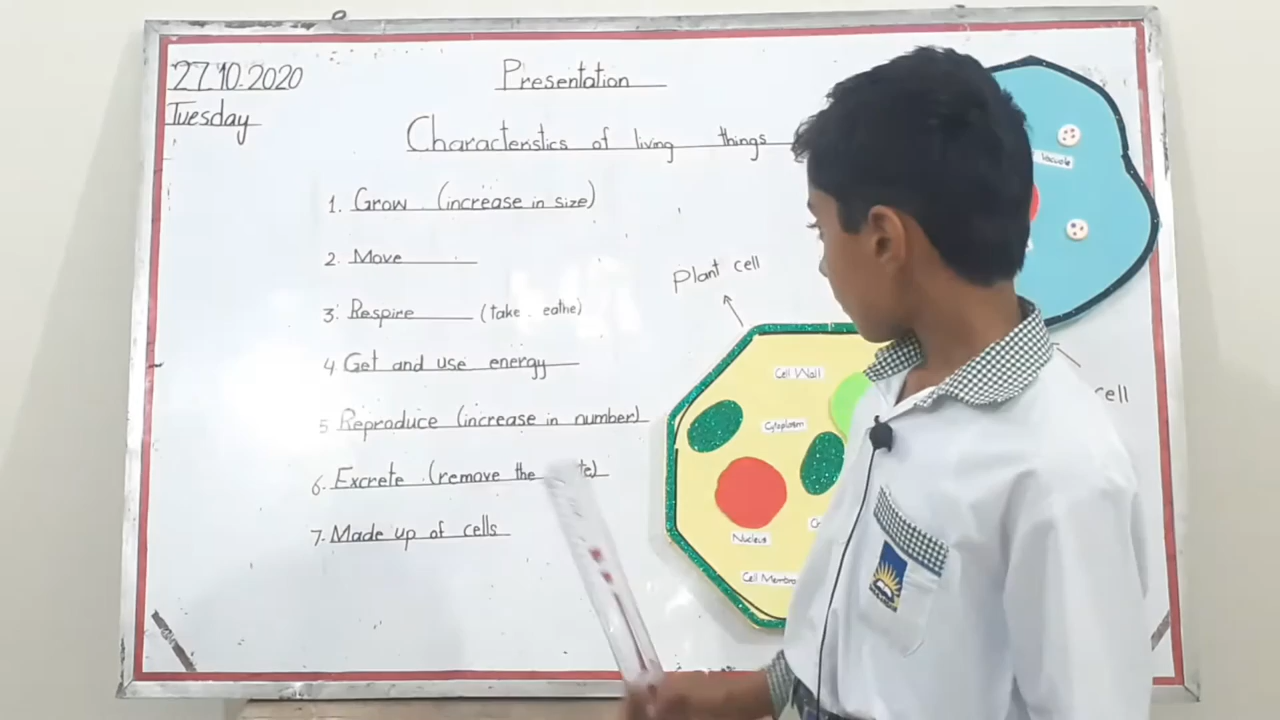 27.10.2020
Tuesday
Presentation
Characteristics of living things
1. Grow (increase in size)
2. Move
3. Respire (take eathe)
4 Get and use energy
5 Reproduce (increase in number)
6. Excrete (remove the
7. Made up of cells
Plant cell
Cell Wall
Cytoplasm
Nucleus
Vacuole
cell